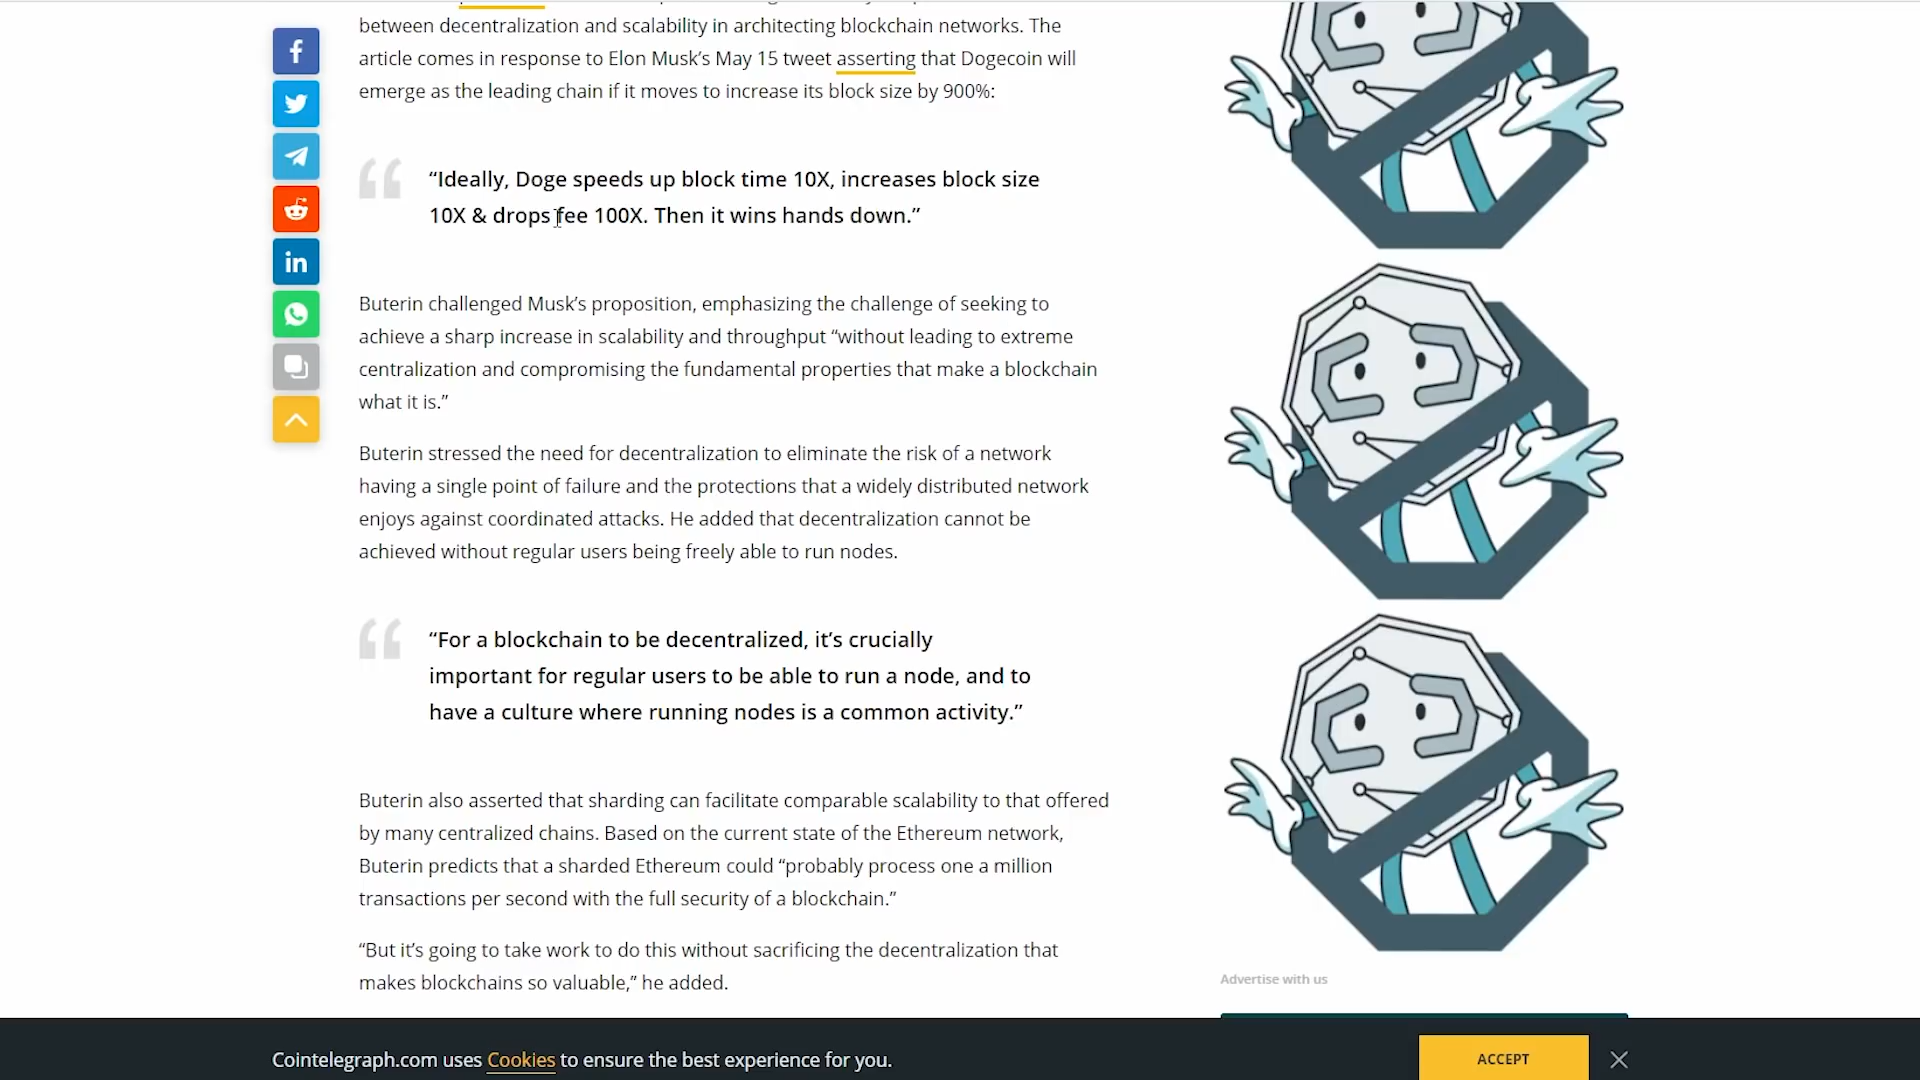 between decentralization and scalability in architecting blockchain networks. The
article comes in response to Elon Musk’s May 15 tweet asserting that Dogecoin will
emerge as the leading chain if it moves to increase its block size by 900%:
“Ideally, Doge speeds up block time 10X, increases block size
10X & drops fee 100X. Then it wins hands down.”
Buterin challenged Musk’s proposition, emphasizing the challenge of seeking to
achieve a sharp increase in scalability and throughput “without leading to extreme
centralization and compromising the fundamental properties that make a blockchain
what it is.”
Buterin stressed the need for decentralization to eliminate the risk of a network
having a single point of failure and the protections that a widely distributed network
enjoys against coordinated attacks. He added that decentralization cannot be
achieved without regular users being freely able to run nodes.
“For a blockchain to be decentralized, it’s crucially
important for regular users to be able to run a node, and to
have a culture where running nodes is a common activity.”
Buterin also asserted that sharding can facilitate comparable scalability to that offered
by many centralized chains. Based on the current state of the Ethereum network,
Buterin predicts that a sharded Ethereum could “probably process one a million
transactions per second with the full security of a blockchain.”
“But it’s going to take work to do this without sacrificing the decentralization that
makes blockchains so valuable,” he added.
Advertise with us
Cointelegraph.com uses Cookies to ensure the best experience for you.
ACCEPT